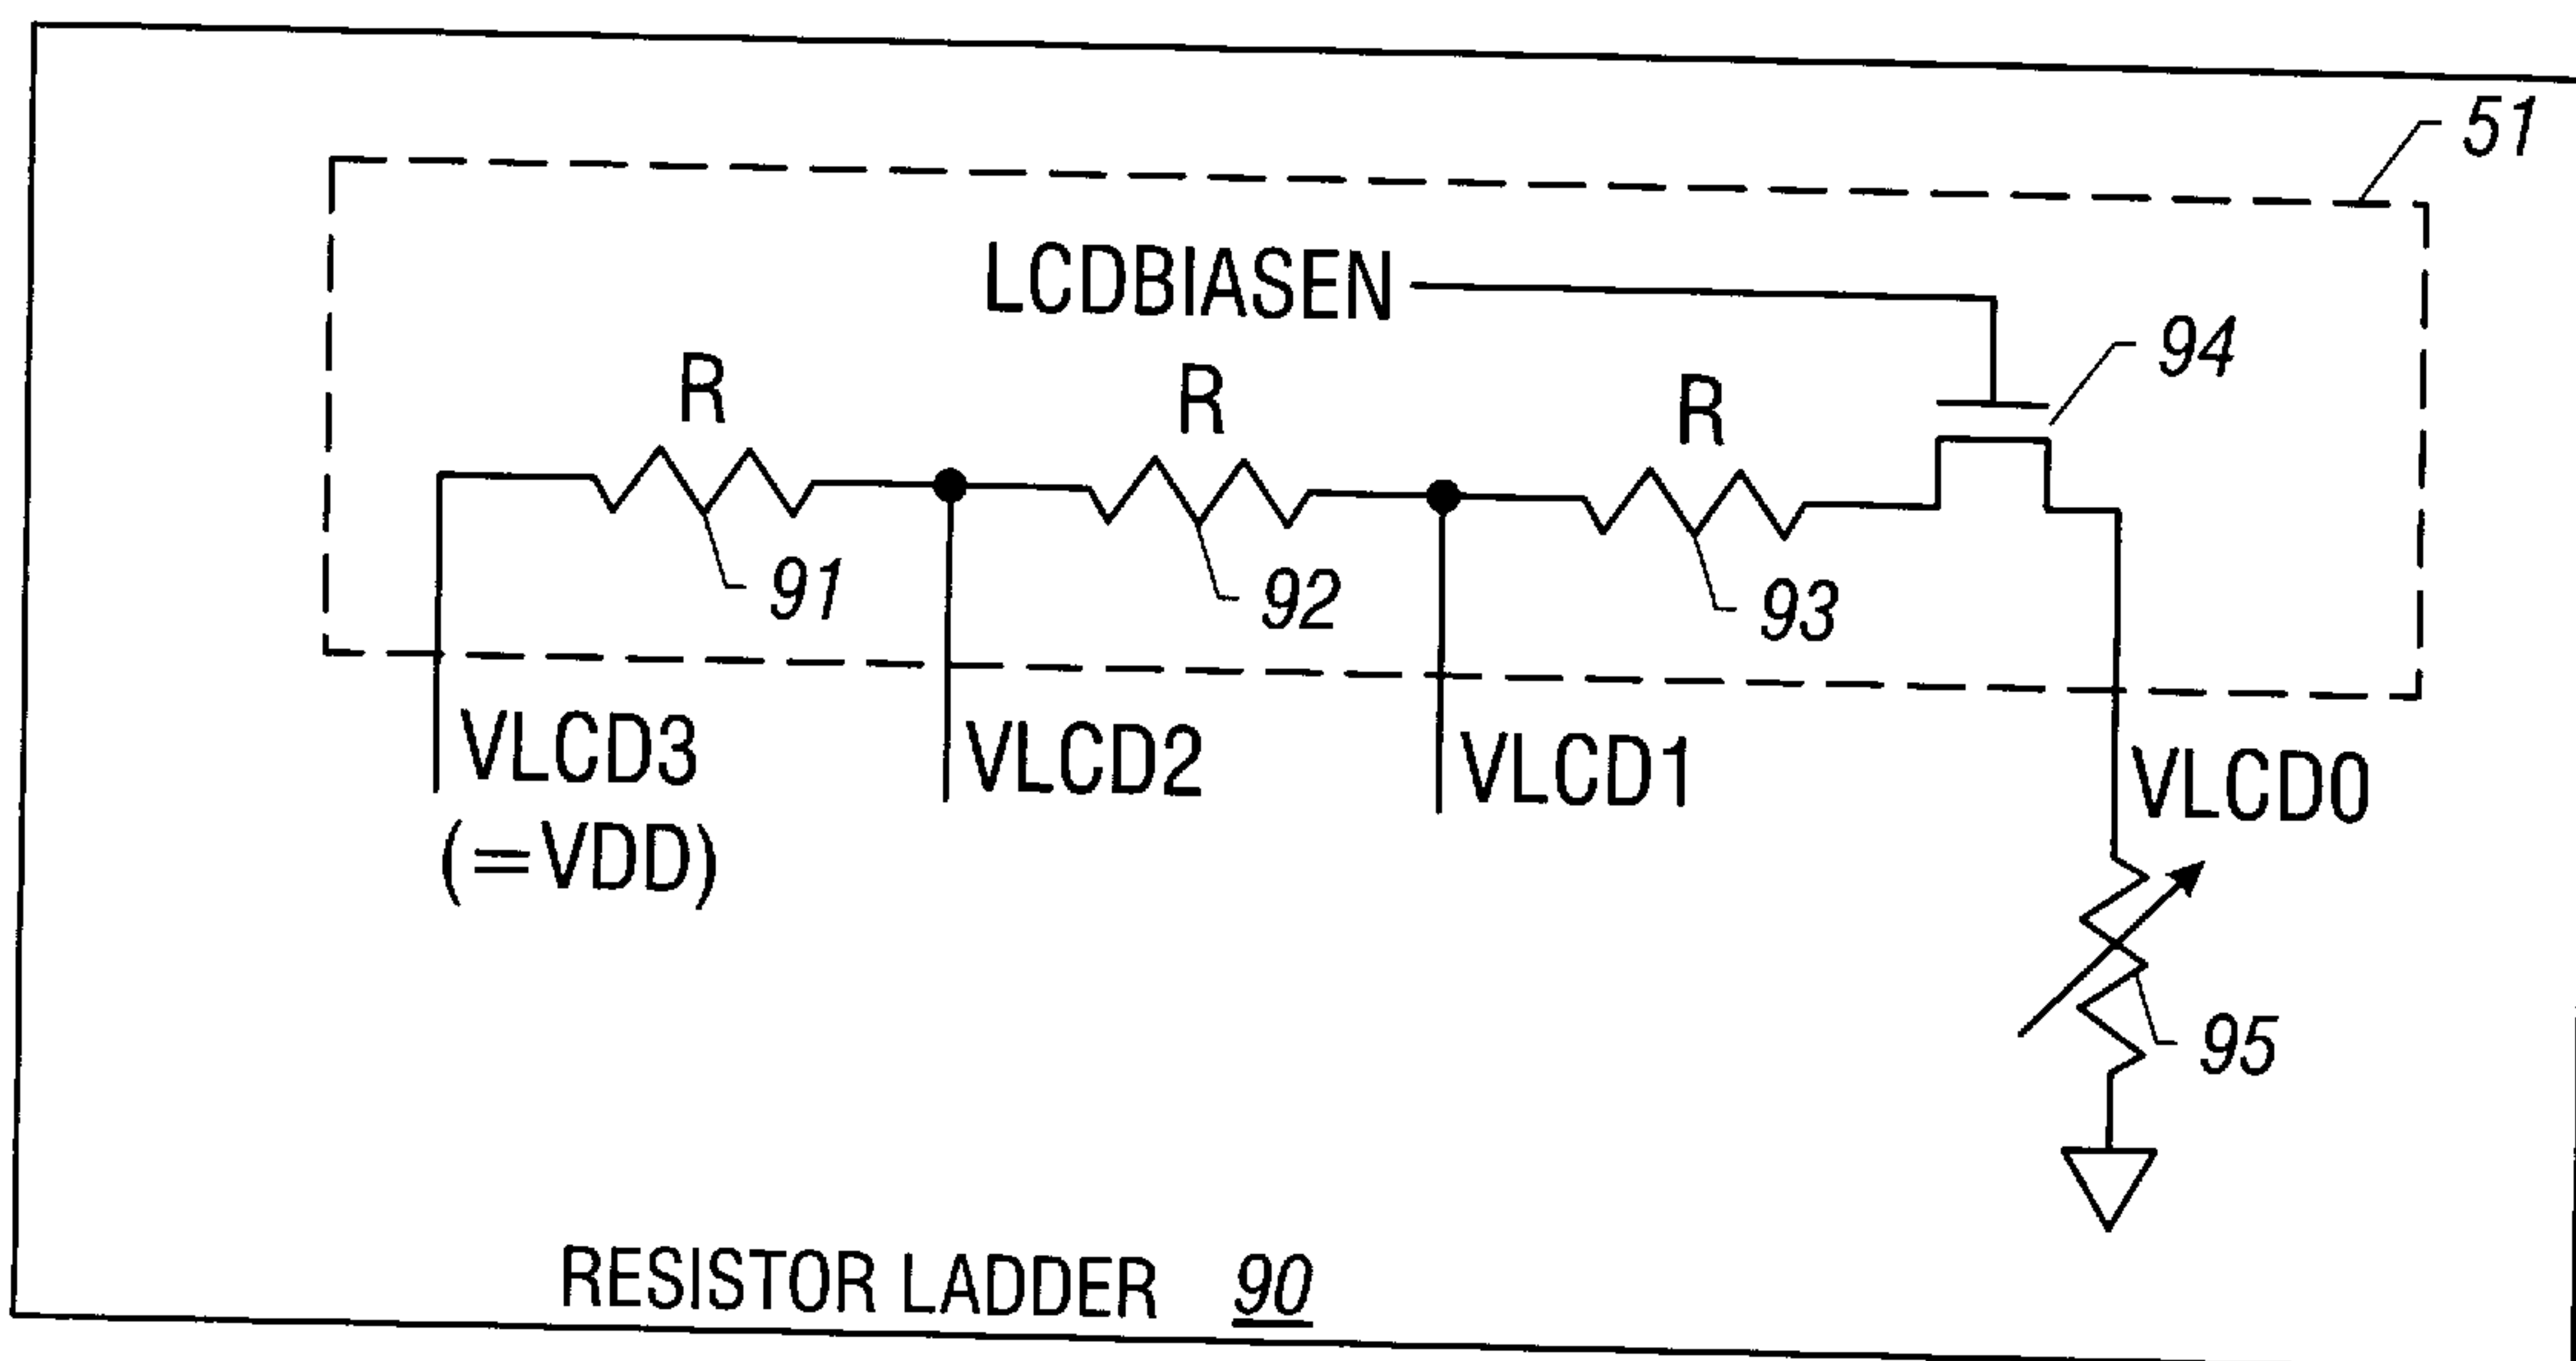 51
LCDBIASEN
94
R
R
R
91
92
93
VLCD3
(=VDD)
VLCD2
VLCD1
VLCD0
95
RESISTOR LADDER 90